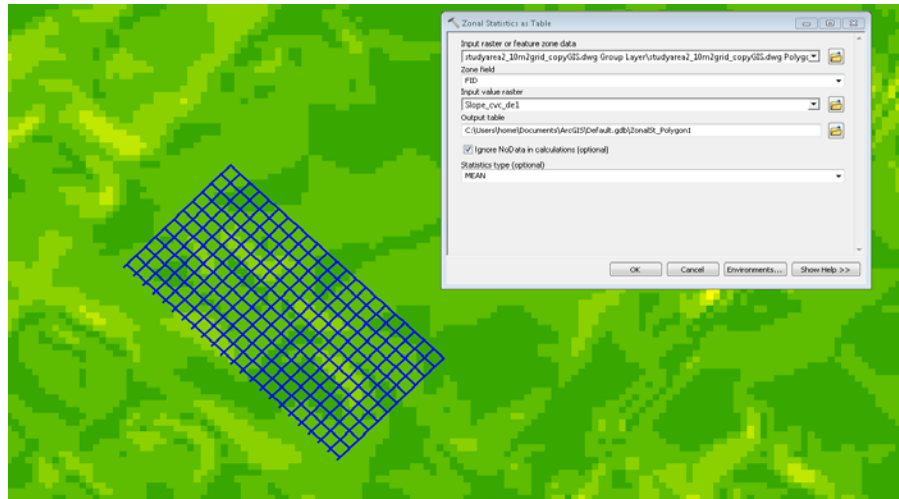 Zonal Statistics as Table
Input raster or feature zone data
studyarea2_10m2grid_copyGIS.dwg Group Layer\studyarea2_10m2grid_copyGIS.dwg Polygc
Zone field
FID
Input value raster
Slope_cvc_de1
Output table
C:\Users\home\Documents\ArcGIS\Default.gdb\ZonalSt_Polygon1
Ignore NoData in calculations (optional)
Statistics type (optional)
MEAN
OK Cancel Environments... Show Help >>